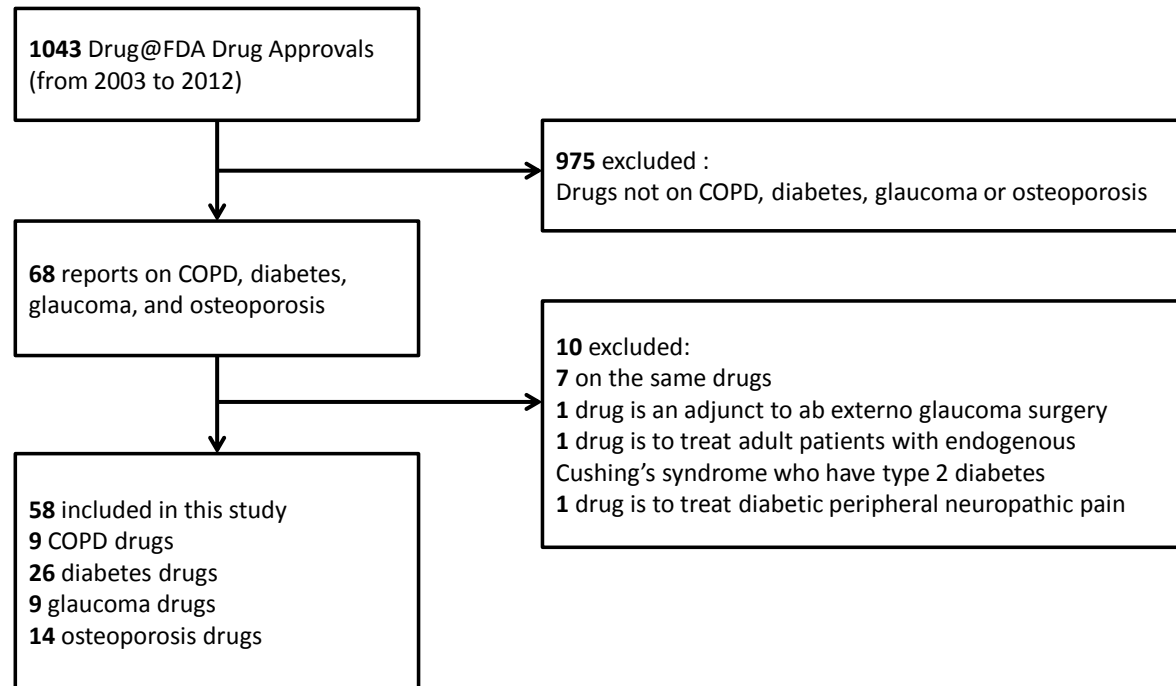 1043 Drug@FDA Drug Approvals
(from 2003 to 2012)
975 excluded :
Drugs not on COPD, diabetes, glaucoma or osteoporosis
68 reports on COPD, diabetes,
glaucoma, and osteoporosis
10 excluded:
7 on the same drugs
1 drug is an adjunct to ab externo glaucoma surgery
1 drug is to treat adult patients with endogenous
Cushing’s syndrome who have type 2 diabetes
1 drug is to treat diabetic peripheral neuropathic pain
58 included in this study
9 COPD drugs
26 diabetes drugs
9 glaucoma drugs
14 osteoporosis drugs